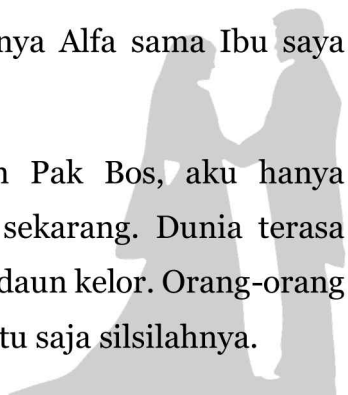 nya Alfa sama Ibu saya
Pak Bos, aku hanya
sekarang. Dunia terasa
daun kelor. Orang-orang
tu saja silsilahnya.